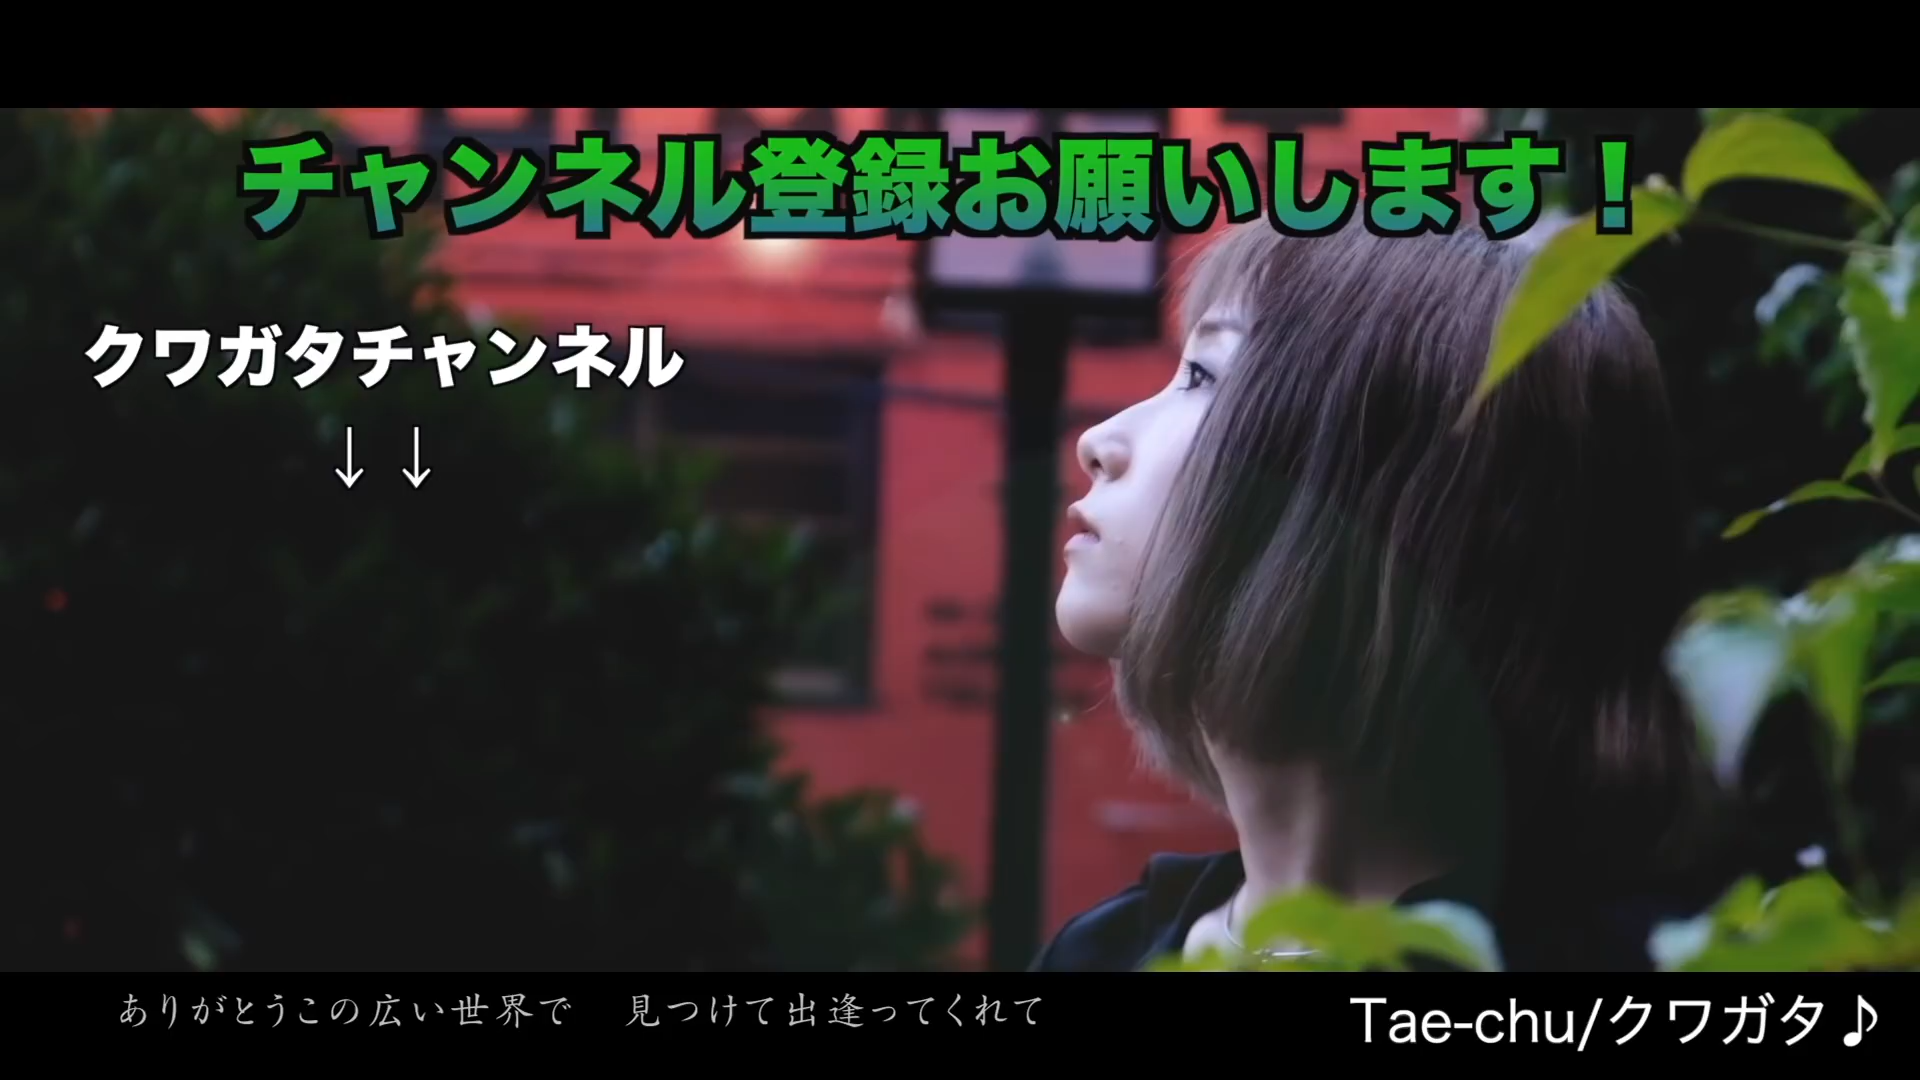 チャンネル登録お願いします！
クワガタチャンネル
↓ ↓
ありがとうこの広い世界で　見つけて出逢ってくれて
Tae-chu/クワガタ♪